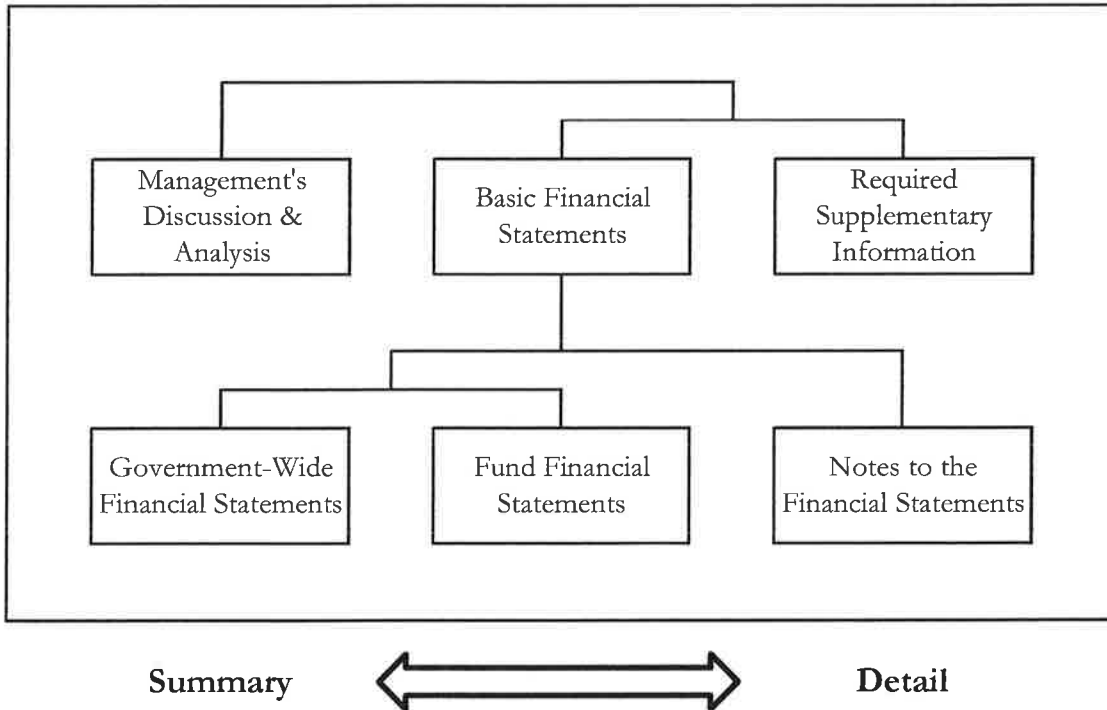 Management's
Discussion &
Analysis
Basic Financial
Statements
Required
Supplementary
Information
Government-Wide
Financial Statements
Fund Financial
Statements
Notes to the
Financial Statements
Summary
Detail